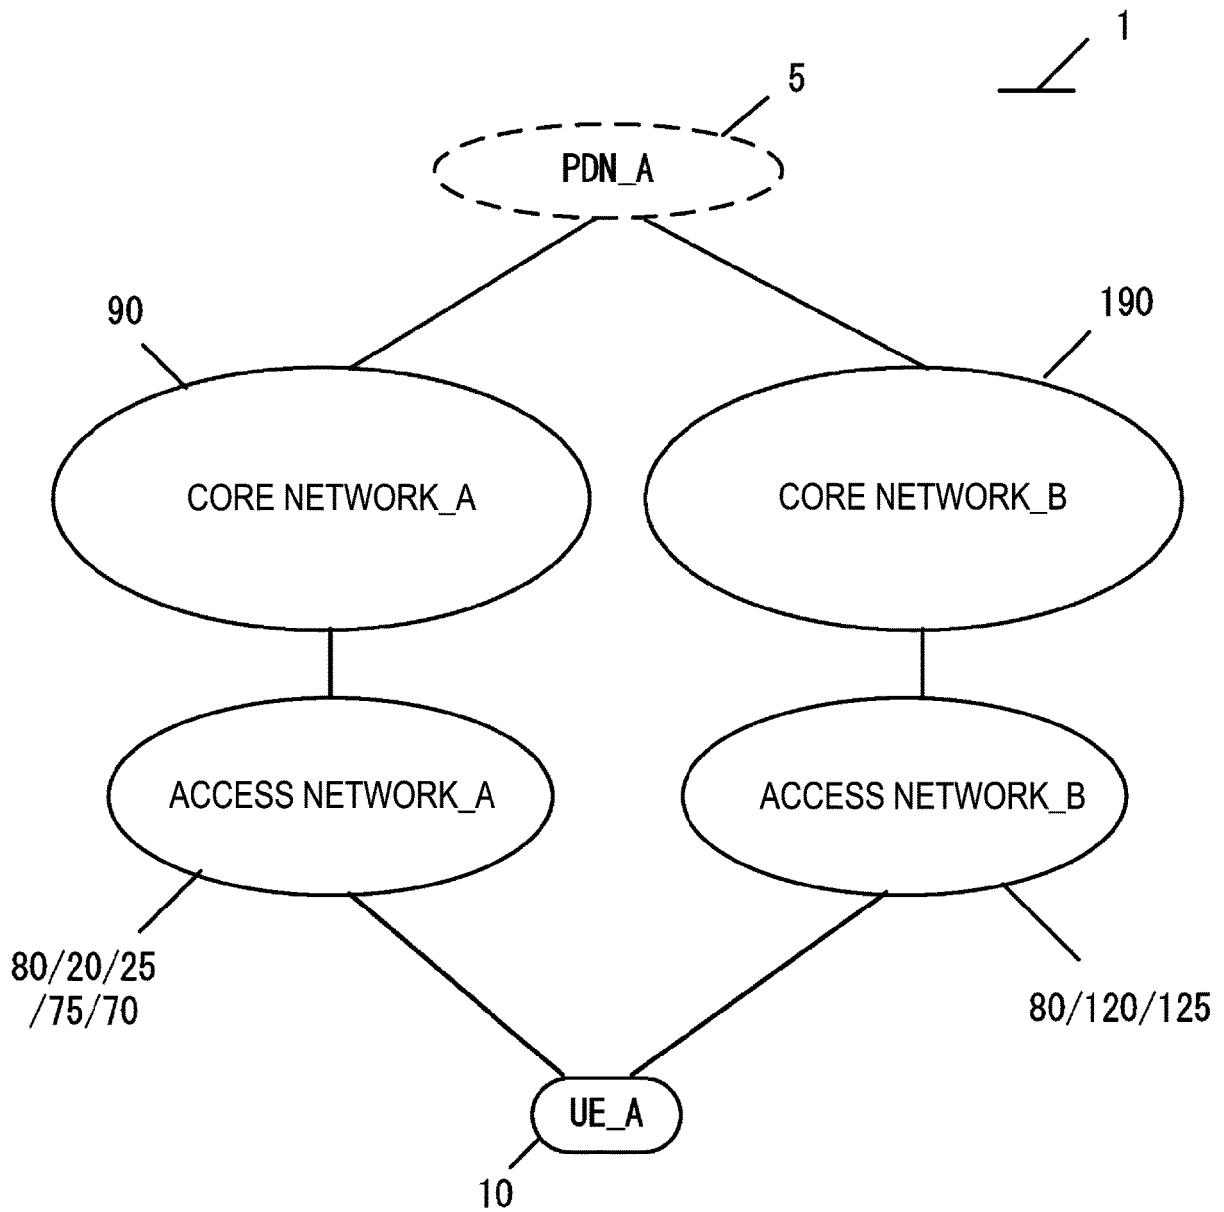 1
5
PDN_A
90
190
CORE NETWORK_A
CORE NETWORK_B
ACCESS NETWORK_A
ACCESS NETWORK_B
80/20/25
/75/70
80/120/125
UE_A
10